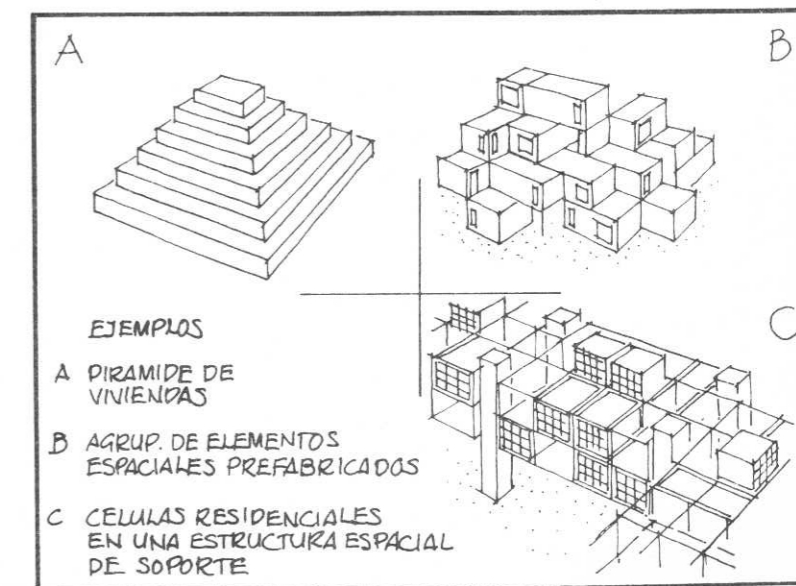 A
B
C
EJEMPLOS
A PIRAMIDE DE
VIVIENDAS
B AGRUP. DE ELEMENTOS
ESPACIALES PREFABRICADOS
C CELULAS RESIDENCIALES
EN UNA ESTRUCTURA ESPACIAL
DE SOPORTE